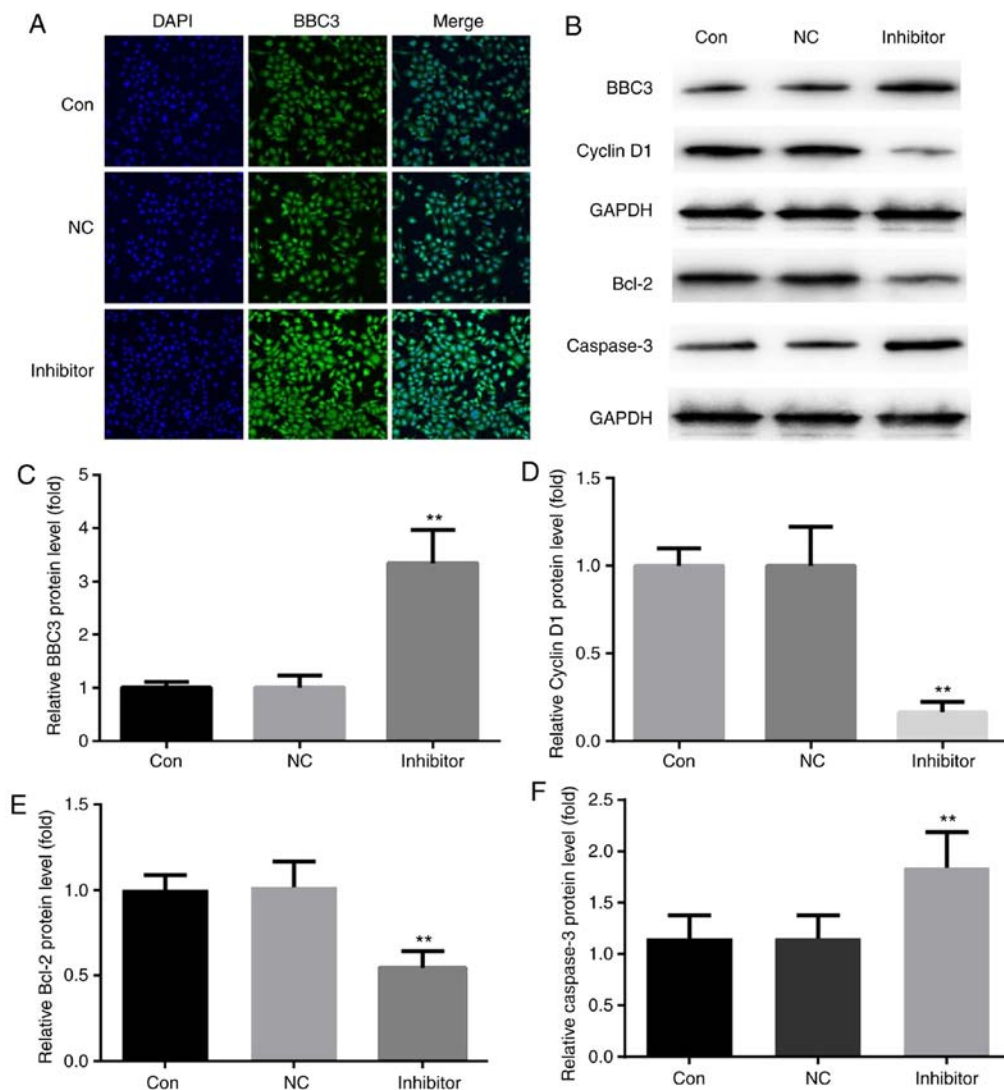 A
DAPI BBC3 Merge
Con
NC
Inhibitor
B
Con NC Inhibitor
BBC3
Cyclin D1
GAPDH
Bcl-2
Caspase-3
GAPDH
C
Relative BBC3 protein level (fold)
5
4
3
2
1
0
**
Con NC Inhibitor
D
Relative Cyclin D1 protein level (fold)
1.5
1.0
0.5
0.0
**
Con NC Inhibitor
E
Relative Bcl-2 protein level (fold)
1.5
1.0
0.5
0.0
**
Con NC Inhibitor
F
Relative caspase-3 protein level (fold)
2.5
2.0
1.5
1.0
0.5
0.0
**
Con NC Inhibitor